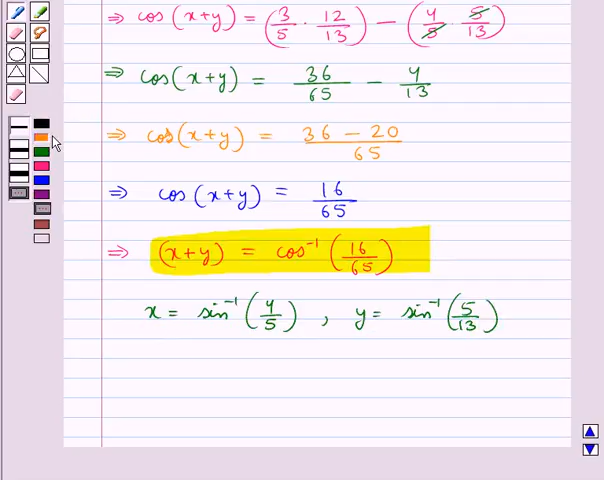 ⇒ cos(x+y) = (3/5 · 12/13) − (4/5 · 5/13)
⇒ cos(x+y) = 36/65 − 4/13
⇒ cos(x+y) = 36 − 20/65
⇒ cos(x+y) = 16/65
⇒ (x+y) = cos⁻¹(16/65)
x = sin⁻¹(4/5) , y = sin⁻¹(5/13)